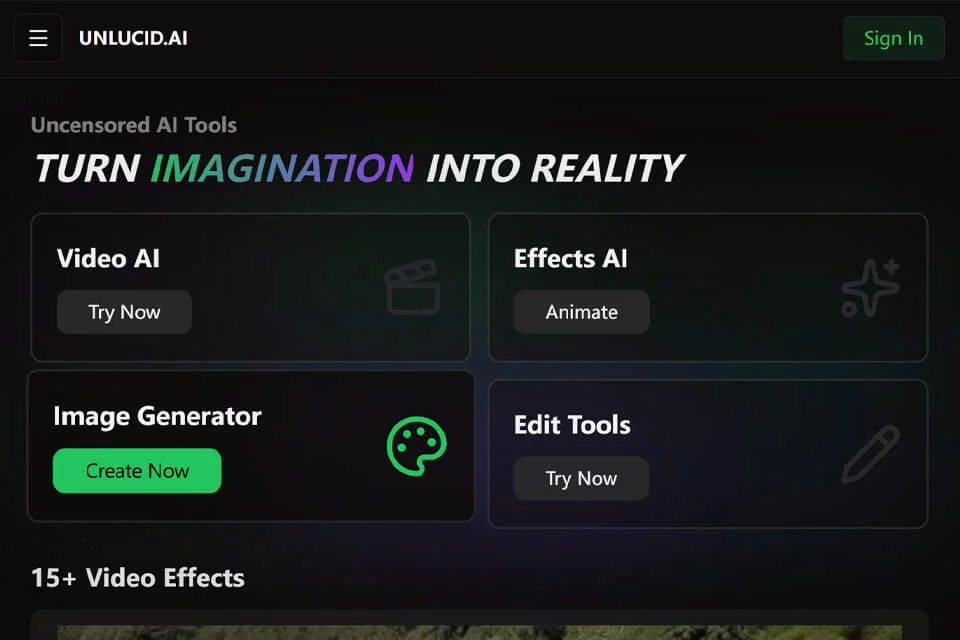 UNLUCID.AI
Sign In
Uncensored AI Tools
TURN IMAGINATION INTO REALITY
Video AI
Try Now
Effects AI
Animate
Image Generator
Create Now
Edit Tools
Try Now
15+ Video Effects